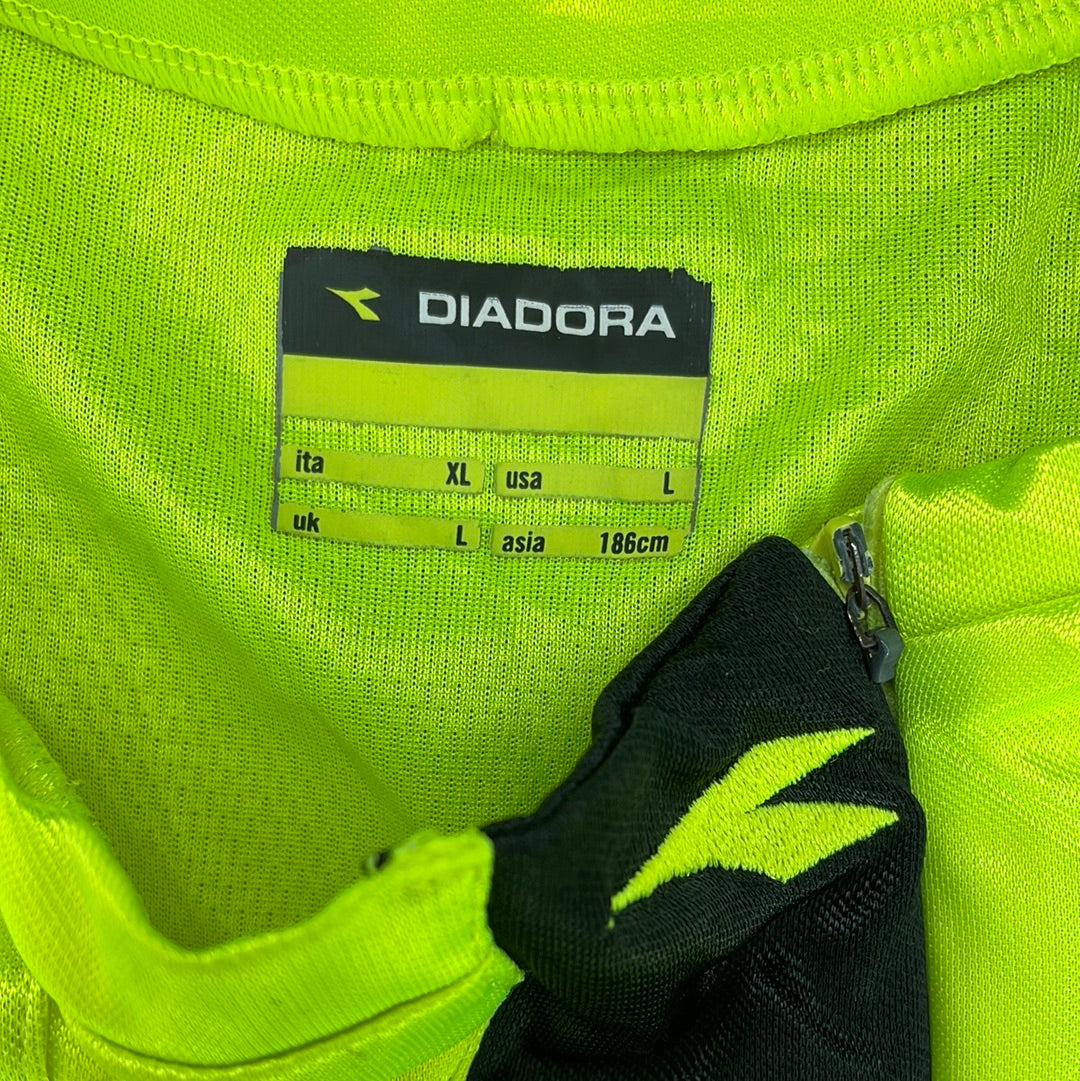 DIADORA
ita XL usa L
uk L asia 186cm